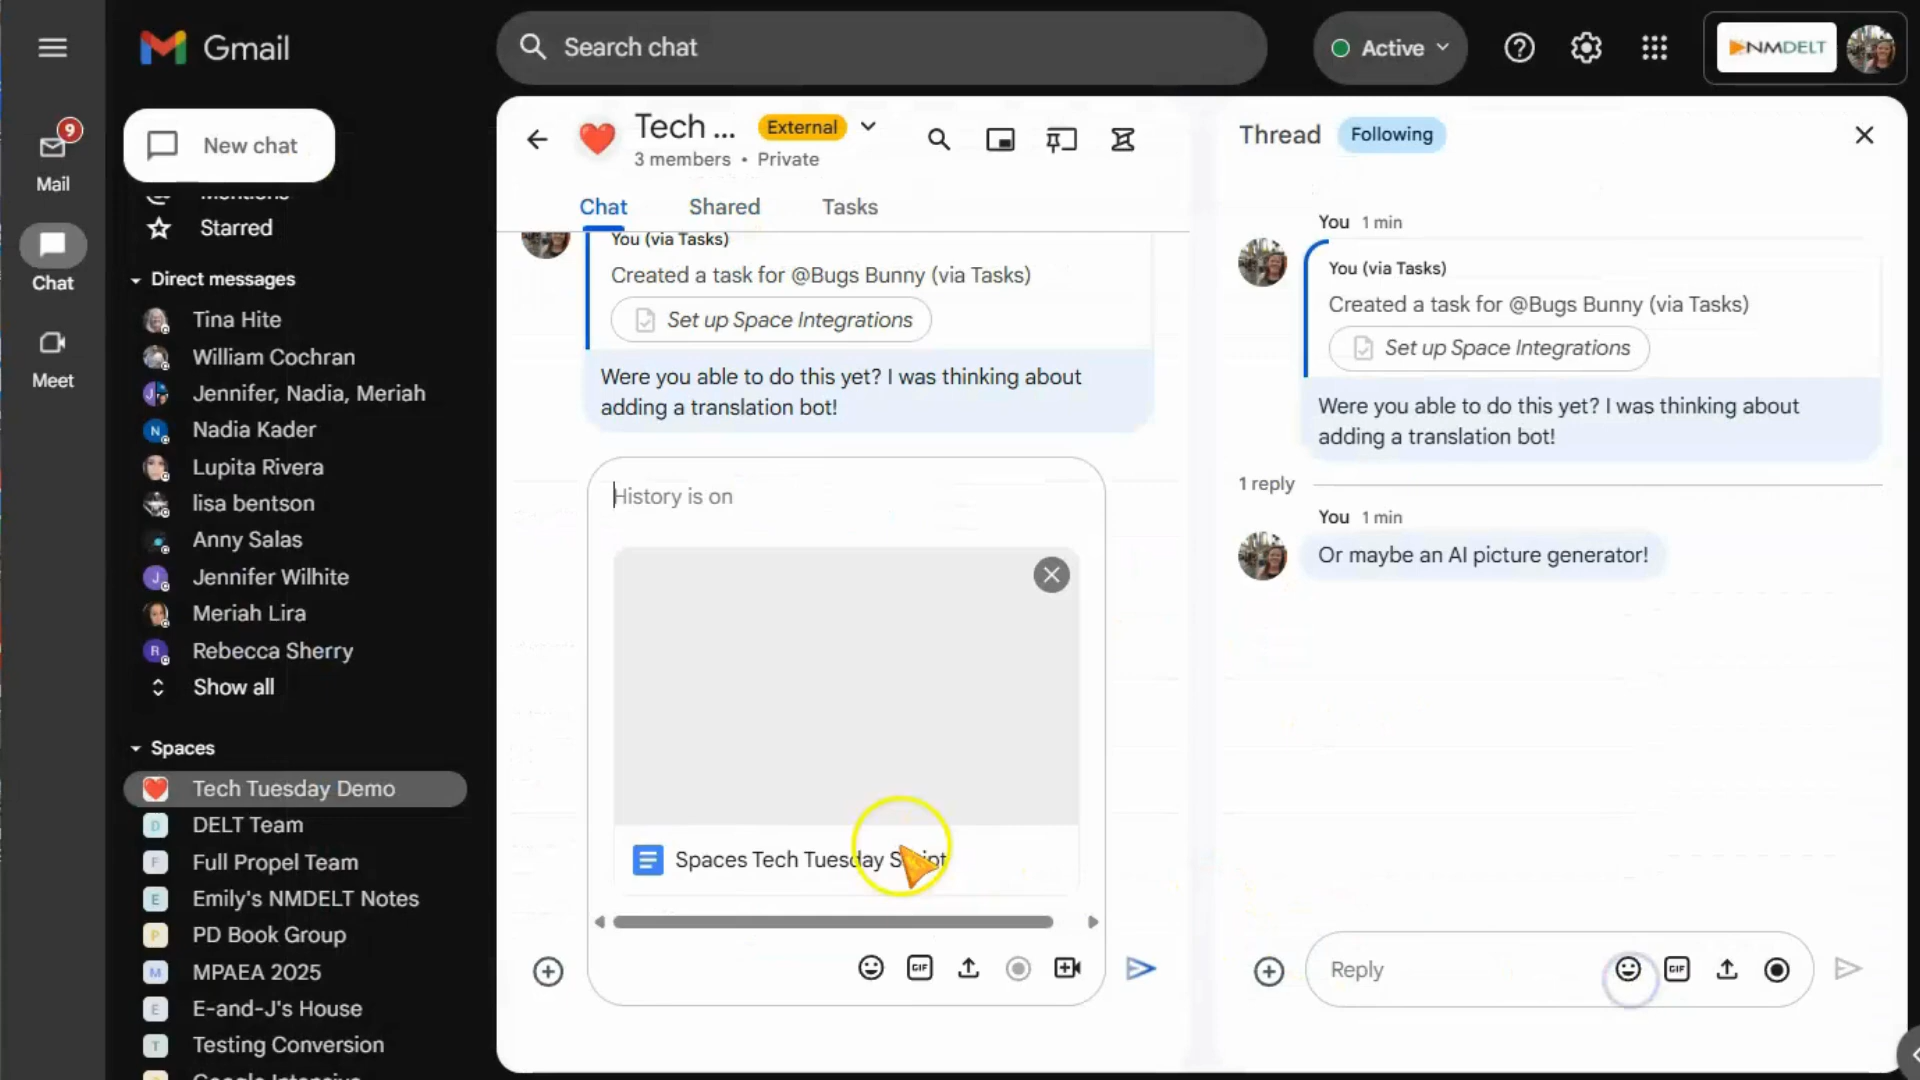 Gmail
Search chat
Active
NMDELT
9
Mail
Chat
Meet
New chat
Mentions
Starred
Direct messages
Tina Hite
William Cochran
Jennifer, Nadia, Meriah
N
Nadia Kader
Lupita Rivera
lisa bentson
Anny Salas
J
Jennifer Wilhite
Meriah Lira
R
Rebecca Sherry
Show all
Spaces
Tech Tuesday Demo
D
DELT Team
F
Full Propel Team
E
Emily's NMDELT Notes
P
PD Book Group
M
MPAEA 2025
E
E-and-J's House
T
Testing Conversion
Google Intensive
Tech ...
External
3 members • Private
Chat
Shared
Tasks
You (via Tasks)
Created a task for @Bugs Bunny (via Tasks)
Set up Space Integrations
Were you able to do this yet? I was thinking about
adding a translation bot!
History is on
Spaces Tech Tuesday Script
GIF
Thread
Following
You 1 min
You (via Tasks)
Created a task for @Bugs Bunny (via Tasks)
Set up Space Integrations
Were you able to do this yet? I was thinking about
adding a translation bot!
1 reply
You 1 min
Or maybe an AI picture generator!
Reply
GIF